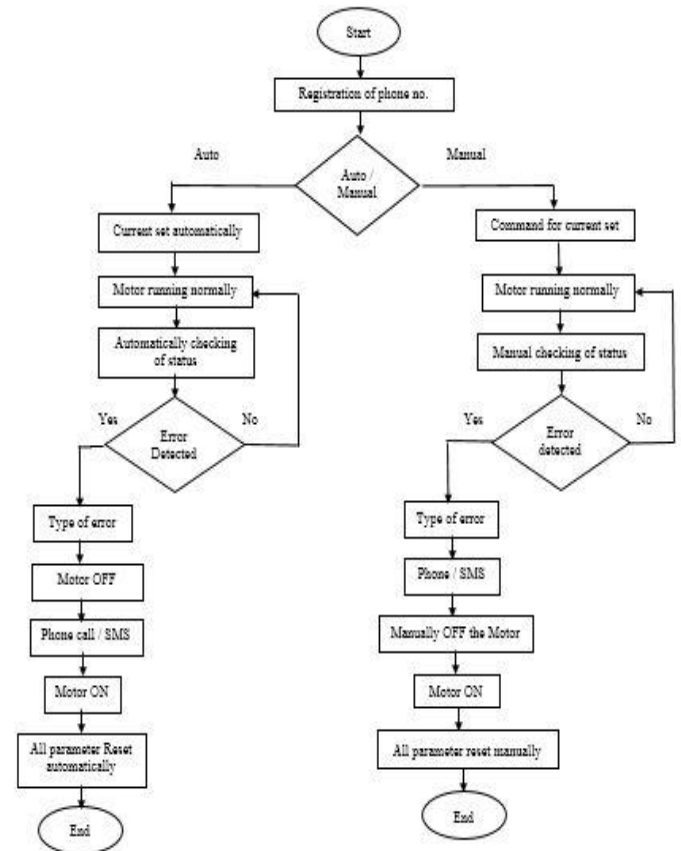 Start
Registration of phone no.
Auto
Manual
Auto /
Manual
Current set automatically
Motor running normally
Automatically checking
of status
Yes
No
Error
Detected
Type of error
Motor OFF
Phone call / SMS
Motor ON
All parameter Reset
automatically
End
Command for current set
Motor running normally
Manual checking of status
Yes
No
Error
detected
Type of error
Phone / SMS
Manually OFF the Motor
Motor ON
All parameter reset manually
End